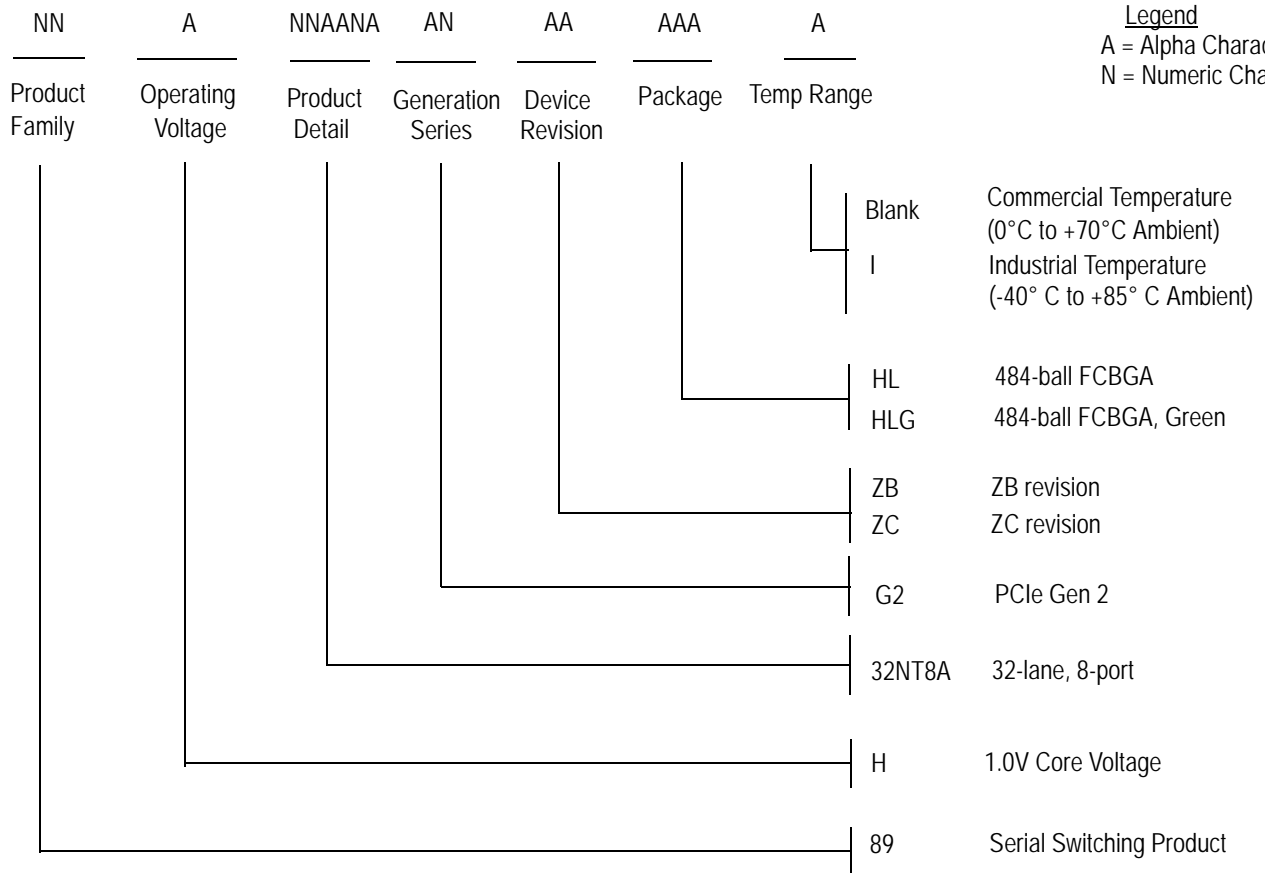 NN A NNAANA AN AA AAA A
Legend
A = Alpha Charac
N = Numeric Cha
Product Family
Operating Voltage
Product Detail
Generation Series
Device Revision
Package
Temp Range
Blank Commercial Temperature
(0°C to +70°C Ambient)
I Industrial Temperature
(-40° C to +85° C Ambient)
HL 484-ball FCBGA
HLG 484-ball FCBGA, Green
ZB ZB revision
ZC ZC revision
G2 PCIe Gen 2
32NT8A 32-lane, 8-port
H 1.0V Core Voltage
89 Serial Switching Product